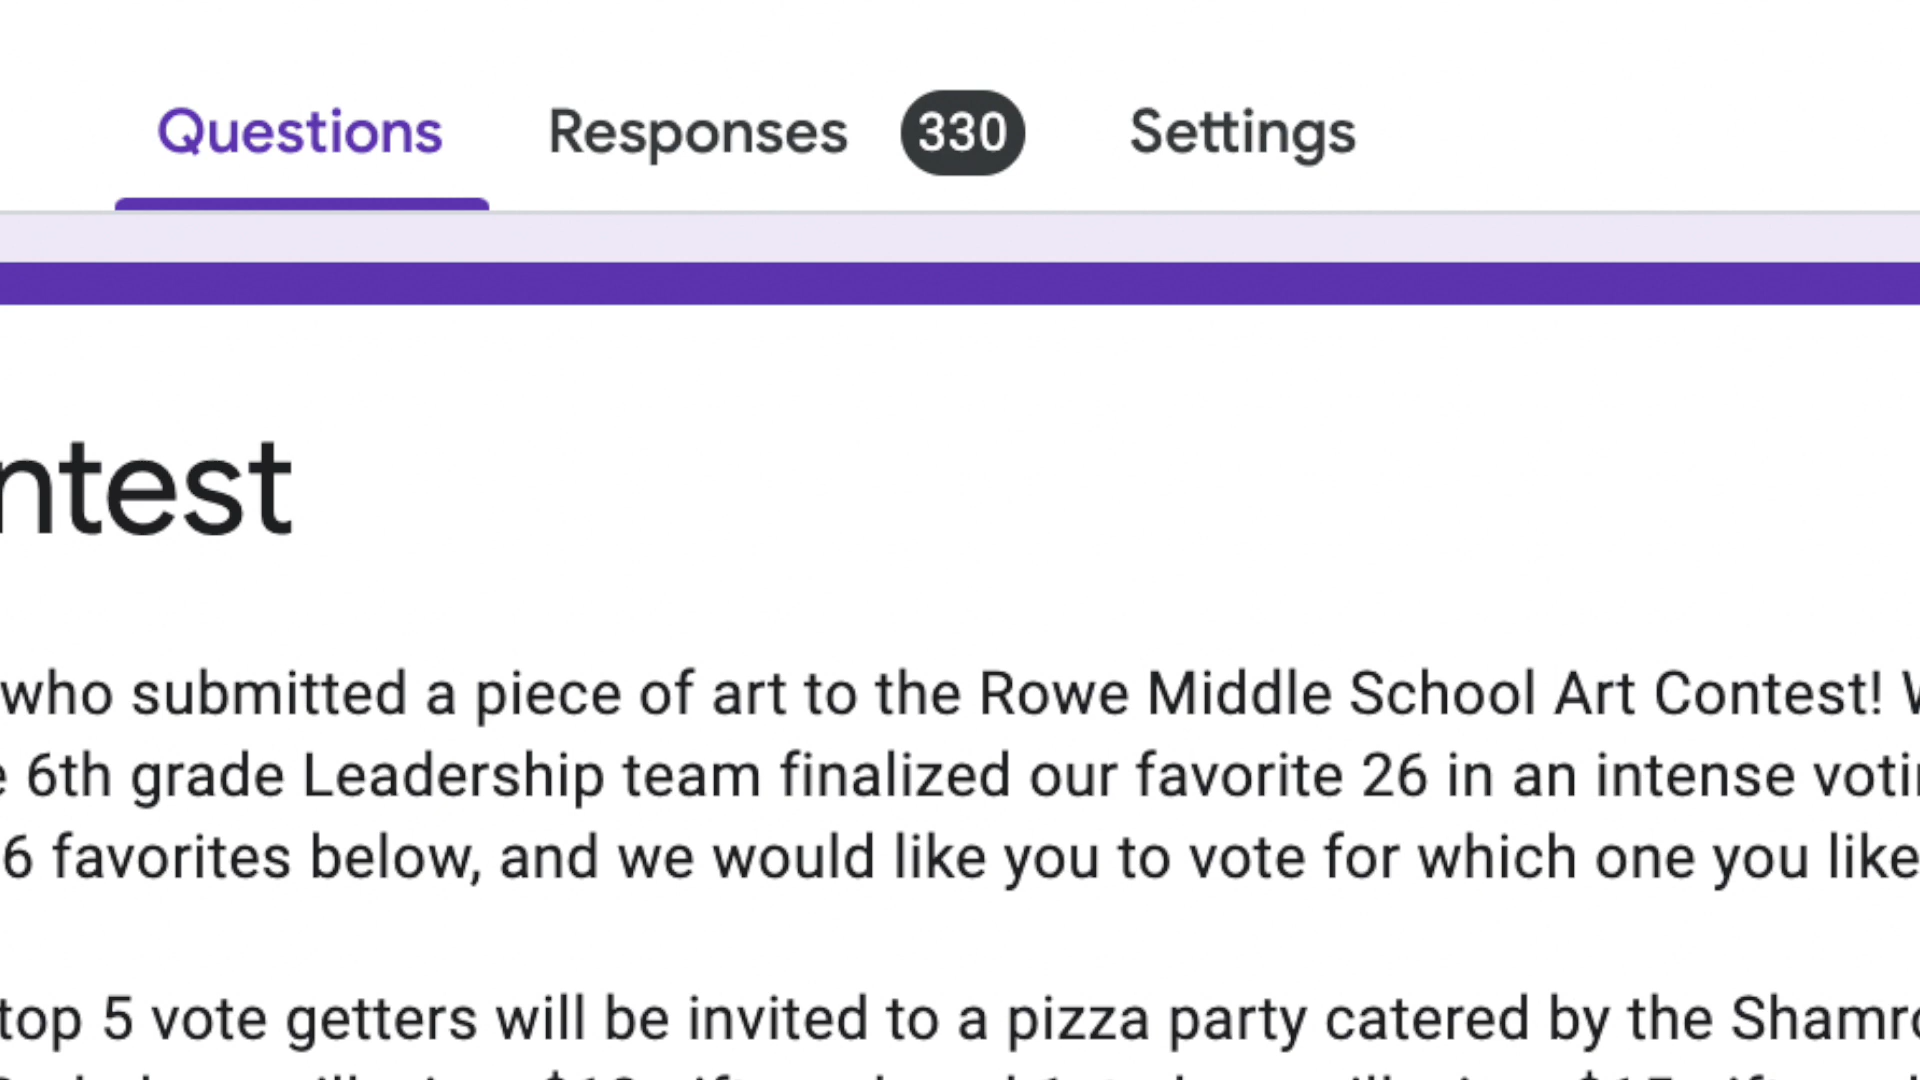 Questions Responses 330 Settings
ntest
who submitted a piece of art to the Rowe Middle School Art Contest!
6th grade Leadership team finalized our favorite 26 in an intense
6 favorites below, and we would like you to vote for which one you like
top 5 vote getters will be invited to a pizza party catered by the